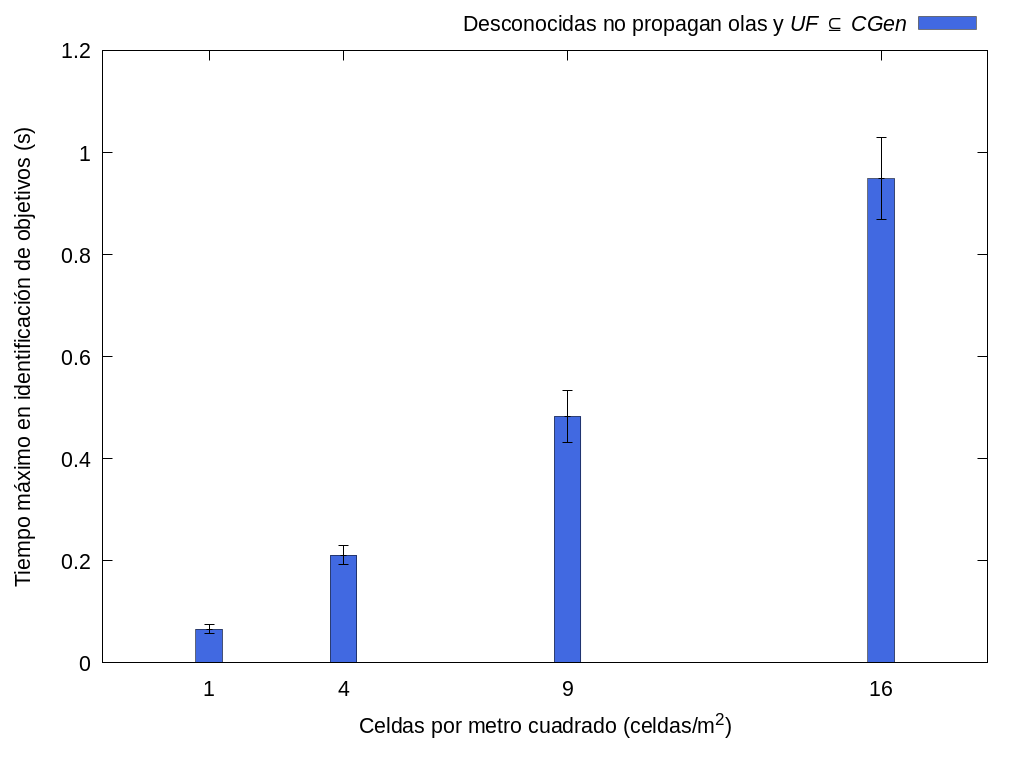 Desconocidas no propagan olas y UF ⊆ CGen
1.2
1
0.8
0.6
0.4
0.2
0
Tiempo máximo en identificación de objetivos (s)
1 4 9 16
Celdas por metro cuadrado (celdas/m²)